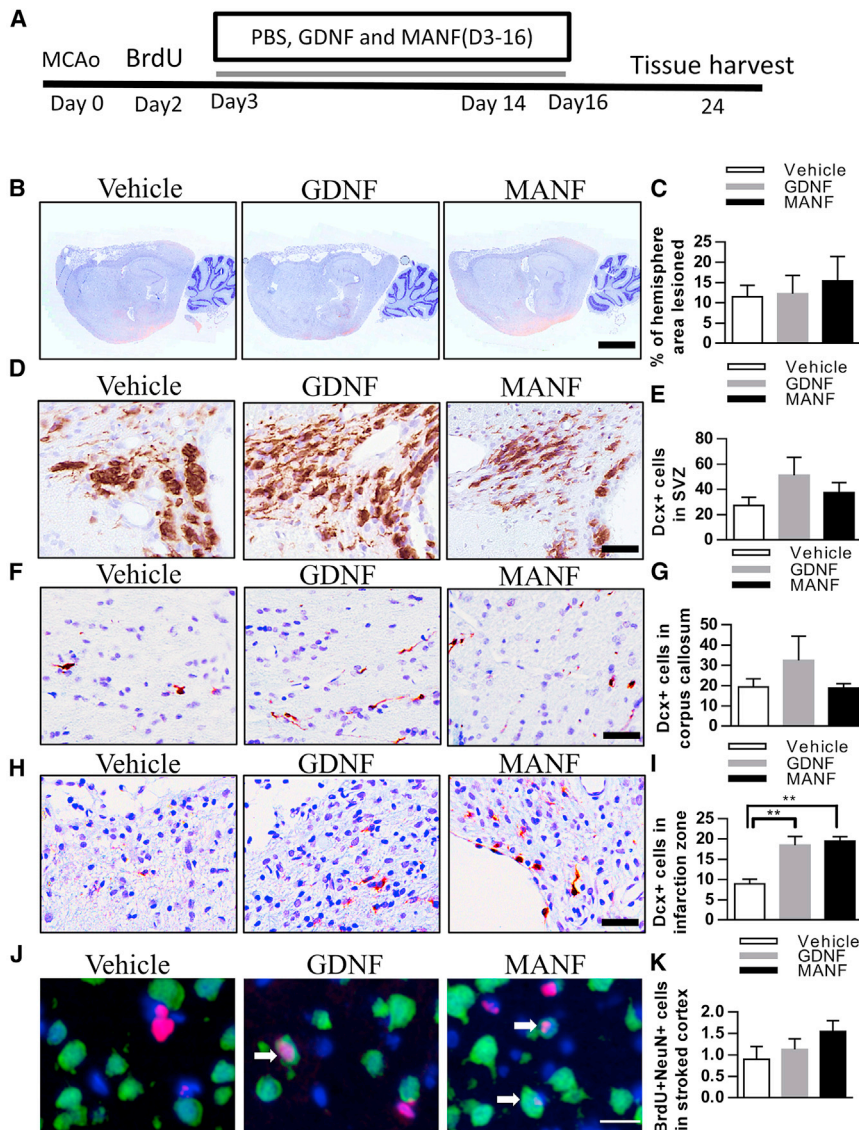 A
PBS, GDNF and MANF(D3-16)
MCAo BrdU Tissue harvest
Day 0 Day2 Day3 Day 14 Day16 24
B Vehicle GDNF MANF
C
Vehicle
GDNF
MANF
% of hemisphere
area lesioned
25
20
15
10
5
0
D Vehicle GDNF MANF
E
Vehicle
GDNF
MANF
Dcx+ cells
in SVZ
80
60
40
20
0
F Vehicle GDNF MANF
G
Vehicle
GDNF
MANF
Dcx+ cells in
corpus callosum
50
40
30
20
10
0
H Vehicle GDNF MANF
I
Vehicle
GDNF
MANF
Dcx+ cells in
infarction zone
25
20
15
10
5
0
**
**
J Vehicle GDNF MANF
K
Vehicle
GDNF
MANF
BrdU+NeuN+ cells
in stroked cortex
2.0
1.5
1.0
0.5
0.0